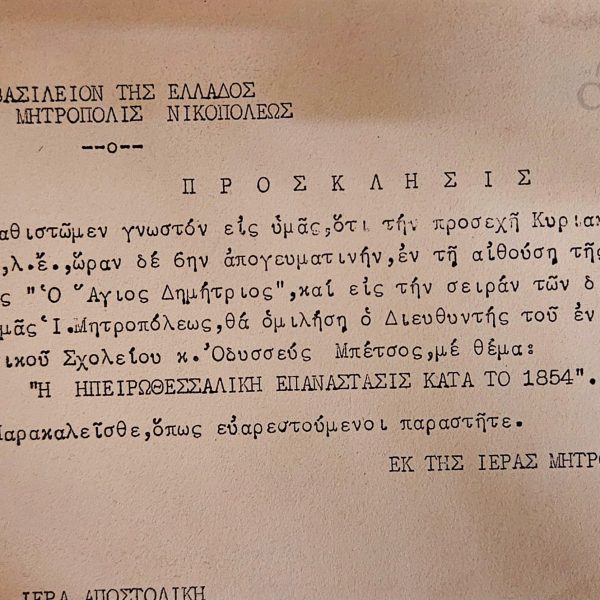 ΒΑΣΙΛΕΙΟΝ ΤΗΣ ΕΛΛΑΔΟΣ
ΜΗΤΡΟΠΟΛΙΣ ΝΙΚΟΠΟΛΕΩΣ
--ο--
Π Ρ Ο Σ Κ Λ Η Σ Ι Σ
αθιστῶμεν γνωστόν εἰς ὑμᾶς,ὅτι τήν προσεχῆ Κυριακ
,λ.ἔ.,ὥραν δέ 6ην ἀπογευματινήν,ἐν τῇ αἰθούσῃ τῆς
ς "Ὁ Ἅγιος Δημήτριος",καί εἰς τήν σειράν τῶν δ
μᾶς Ἱ.Μητροπόλεως,θά ὁμιλήσῃ ὁ Διευθυντής τοῦ ἐν
ικοῦ Σχολείου κ.Ὀδυσσεύς Μπέτσος,μέ θέμα:
"Η ΗΠΕΙΡΩΘΕΣΣΑΛΙΚΗ ΕΠΑΝΑΣΤΑΣΙΣ ΚΑΤΑ ΤΟ 1854".
Παρακαλεῖσθε,ὅπως εὐαρεστούμενοι παραστῆτε.
ΕΚ ΤΗΣ ΙΕΡΑΣ ΜΗΤΡΟ
ΙΕΡΑ ΑΠΟΣΤΟΛΙΚΗ